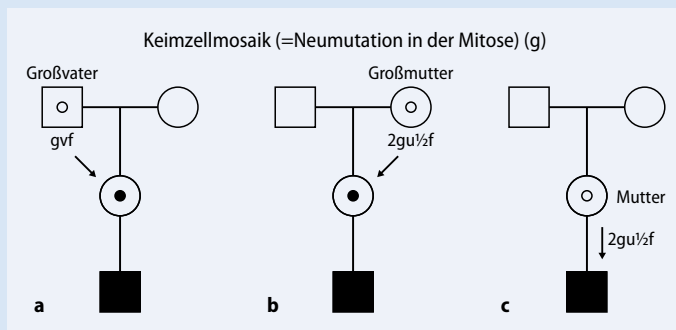 Keimzellmosaik (=Neumutation in der Mitose) (g)
Großvater
gvf
a
Großmutter
2gu½f
b
Mutter
2gu½f
c